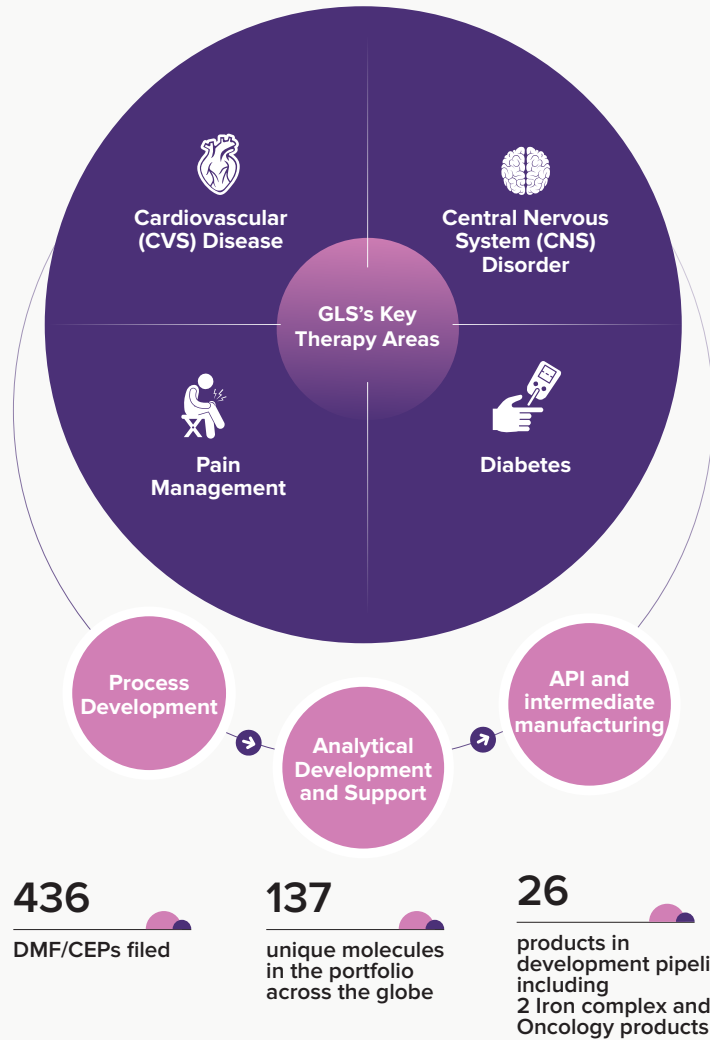 Cardiovascular
(CVS) Disease
Central Nervous
System (CNS)
Disorder
GLS's Key
Therapy Areas
Pain
Management
Diabetes
Process
Development
Analytical
Development
and Support
API and
intermediate
manufacturing
436
DMF/CEPs filed
137
unique molecules
in the portfolio
across the globe
26
products in
development pipeli
including
2 Iron complex and
Oncology products